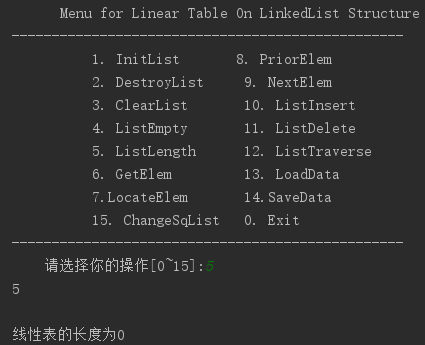 Menu for Linear Table On LinkedList Structure
-------------------------------------------------
1. InitList 8. PriorElem
2. DestroyList 9. NextElem
3. ClearList 10. ListInsert
4. ListEmpty 11. ListDelete
5. ListLength 12. ListTraverse
6. GetElem 13. LoadData
7.LocateElem 14.SaveData
15. ChangeSqList 0. Exit
-------------------------------------------------
请选择你的操作[0~15]:5
5
线性表的长度为0